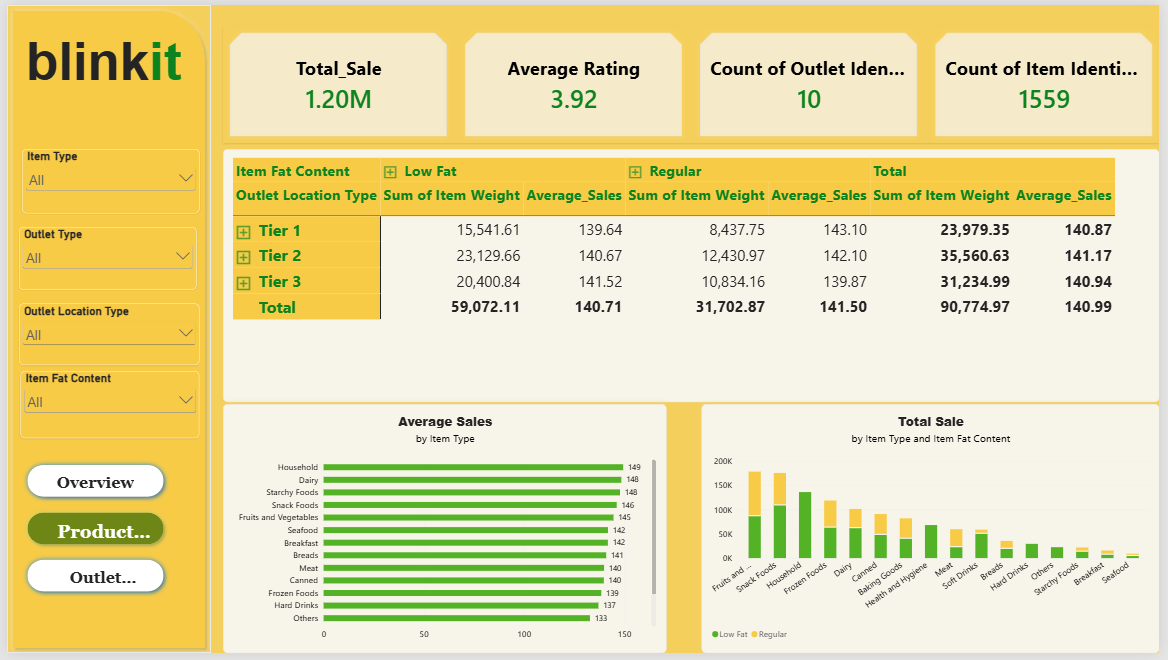 blinkit
Item Type
All
Outlet Type
All
Outlet Location Type
All
Item Fat Content
All
Overview
Product...
Outlet...
Total_Sale
1.20M
Average Rating
3.92
Count of Outlet Iden...
10
Count of Item Identi...
1559
Item Fat Content Low Fat Regular Total
Outlet Location Type Sum of Item Weight Average_Sales Sum of Item Weight Average_Sales Sum of Item Weight Average_Sales
Tier 1 15,541.61 139.64 8,437.75 143.10 23,979.35 140.87
Tier 2 23,129.66 140.67 12,430.97 142.10 35,560.63 141.17
Tier 3 20,400.84 141.52 10,834.16 139.87 31,234.99 140.94
Total 59,072.11 140.71 31,702.87 141.50 90,774.97 140.99
Average Sales
by Item Type
Household 149
Dairy 148
Starchy Foods 148
Snack Foods 146
Fruits and Vegetables 145
Seafood 142
Breakfast 142
Breads 141
Meat 140
Canned 140
Frozen Foods 139
Hard Drinks 137
Others 133
0 50 100 150
Total Sale
by Item Type and Item Fat Content
200K
150K
100K
50K
0K
Fruits and ...
Snack Foods
Household
Frozen Foods
Dairy
Canned
Baking Goods
Health and Hygiene
Meat
Soft Drinks
Breads
Hard Drinks
Others
Starchy Foods
Breakfast
Seafood
Low Fat Regular